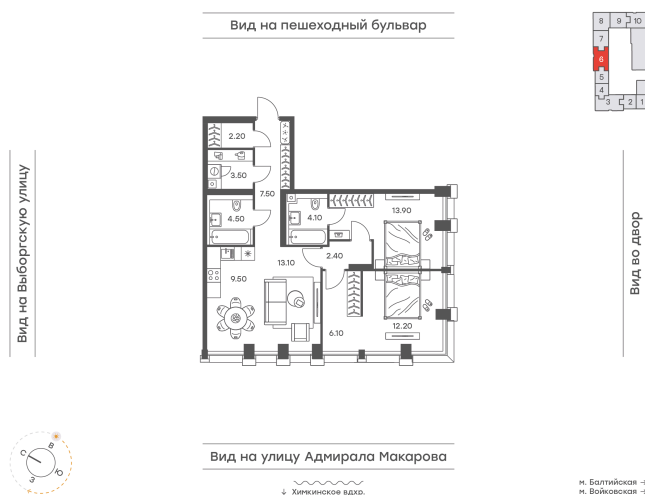 Вид на пешеходный бульвар
8 9 10
7
6
5
4
3 2 1
2.20
3.50
7.50
4.50
4.10
13.90
2.40
13.10
9.50
6.10
12.20
Вид на Выборгскую улицу
Вид во двор
Вид на улицу Адмирала Макарова
↓ Химкинское вдхр.
С В
З Ю
м. Балтийская →
м. Войковская →